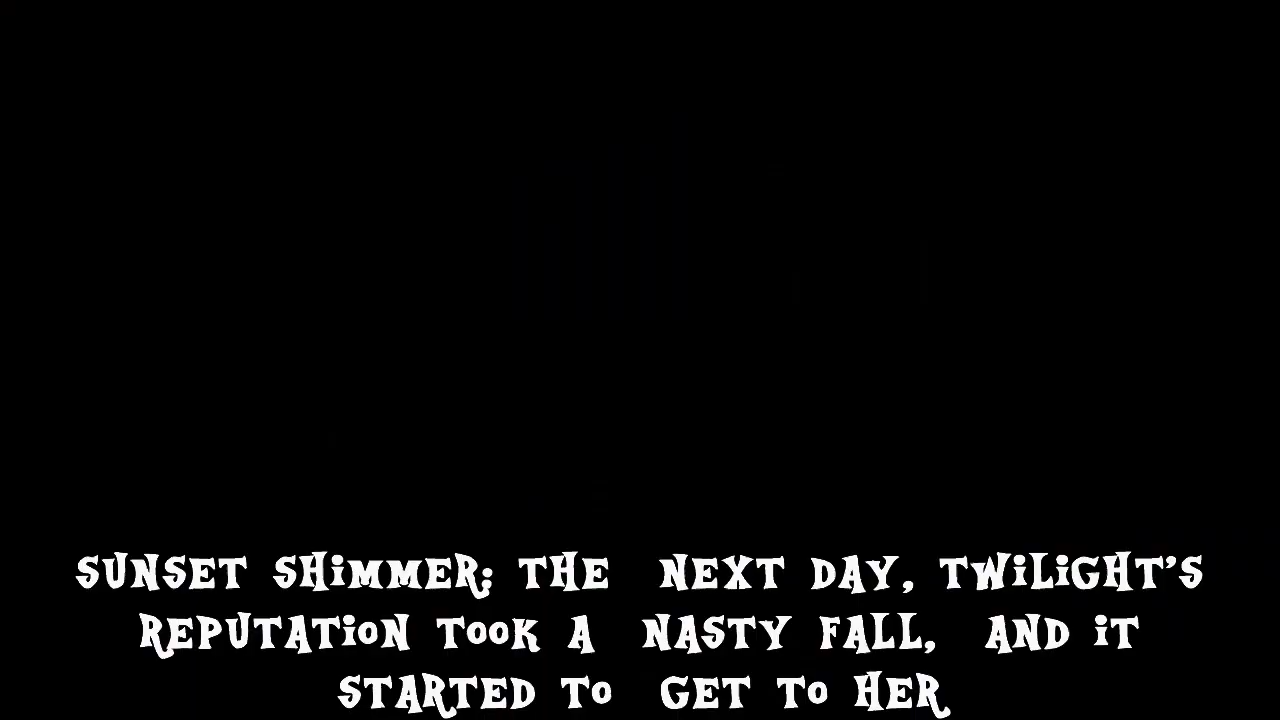 SUNSET SHIMMER: THE NEXT DAY, TWILIGHT'S
REPUTATION TOOK A NASTY FALL, AND IT
STARTED TO GET TO HER